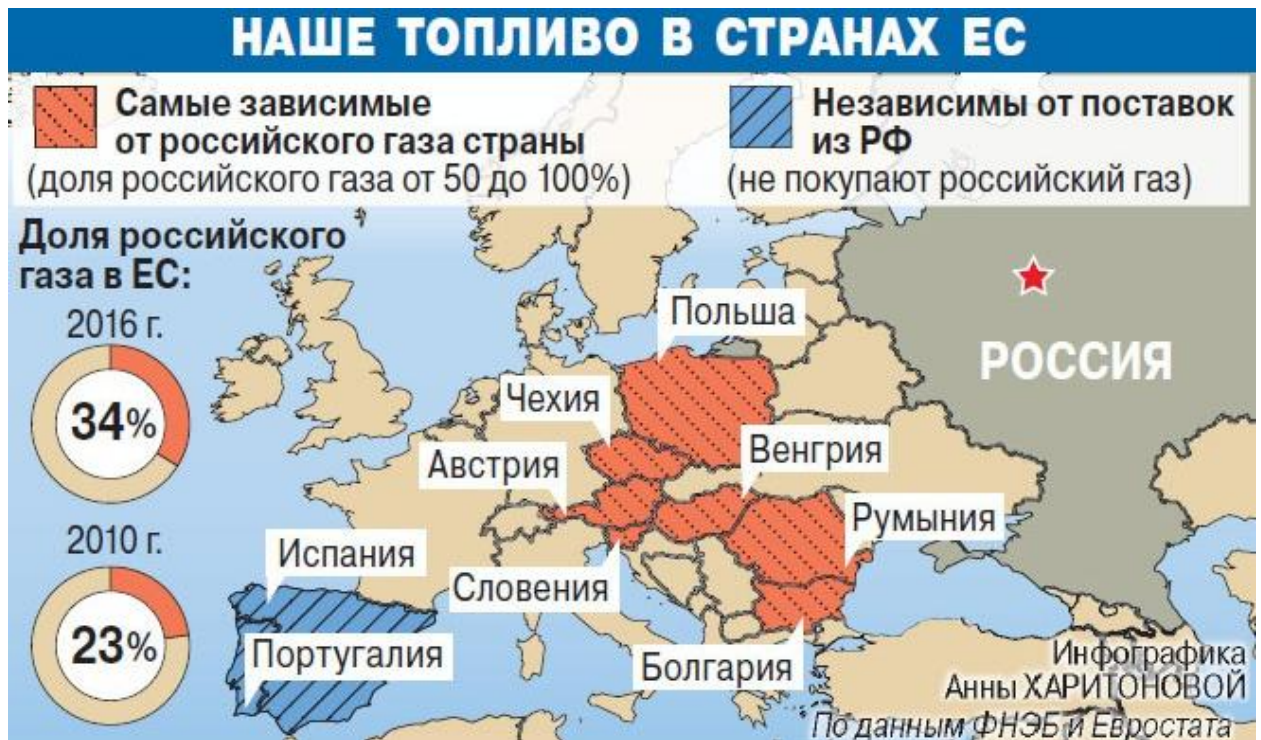 НАШЕ ТОПЛИВО В СТРАНАХ ЕС
Самые зависимые
от российского газа страны
(доля российского газа от 50 до 100%)
Независимы от поставок
из РФ
(не покупают российский газ)
Доля российского
газа в ЕС:
2016 г.
34%
2010 г.
23%
Польша
Чехия
Австрия
Венгрия
Румыния
Словения
Испания
Португалия
Болгария
РОССИЯ
Инфографика
Анны ХАРИТОНОВОЙ
По данным ФНЭБ и Евростата